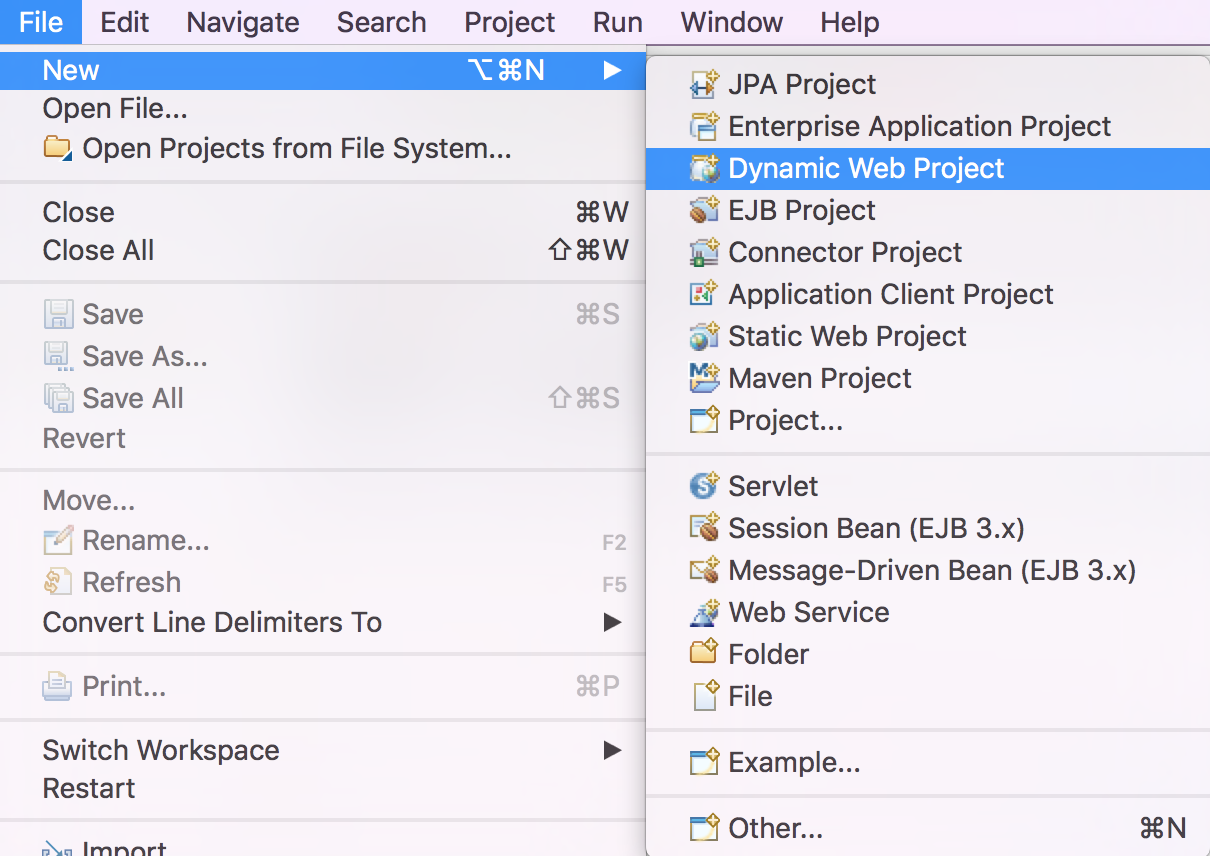 File Edit Navigate Search Project Run Window Help
New ⌥⌘N ▶
Open File...
Open Projects from File System...
Close ⌘W
Close All ⇧⌘W
Save ⌘S
Save As...
Save All ⇧⌘S
Revert
Move...
Rename... F2
Refresh F5
Convert Line Delimiters To ▶
Print... ⌘P
Switch Workspace ▶
Restart
Import
JPA Project
Enterprise Application Project
Dynamic Web Project
EJB Project
Connector Project
Application Client Project
Static Web Project
Maven Project
Project...
Servlet
Session Bean (EJB 3.x)
Message-Driven Bean (EJB 3.x)
Web Service
Folder
File
Example...
Other... ⌘N